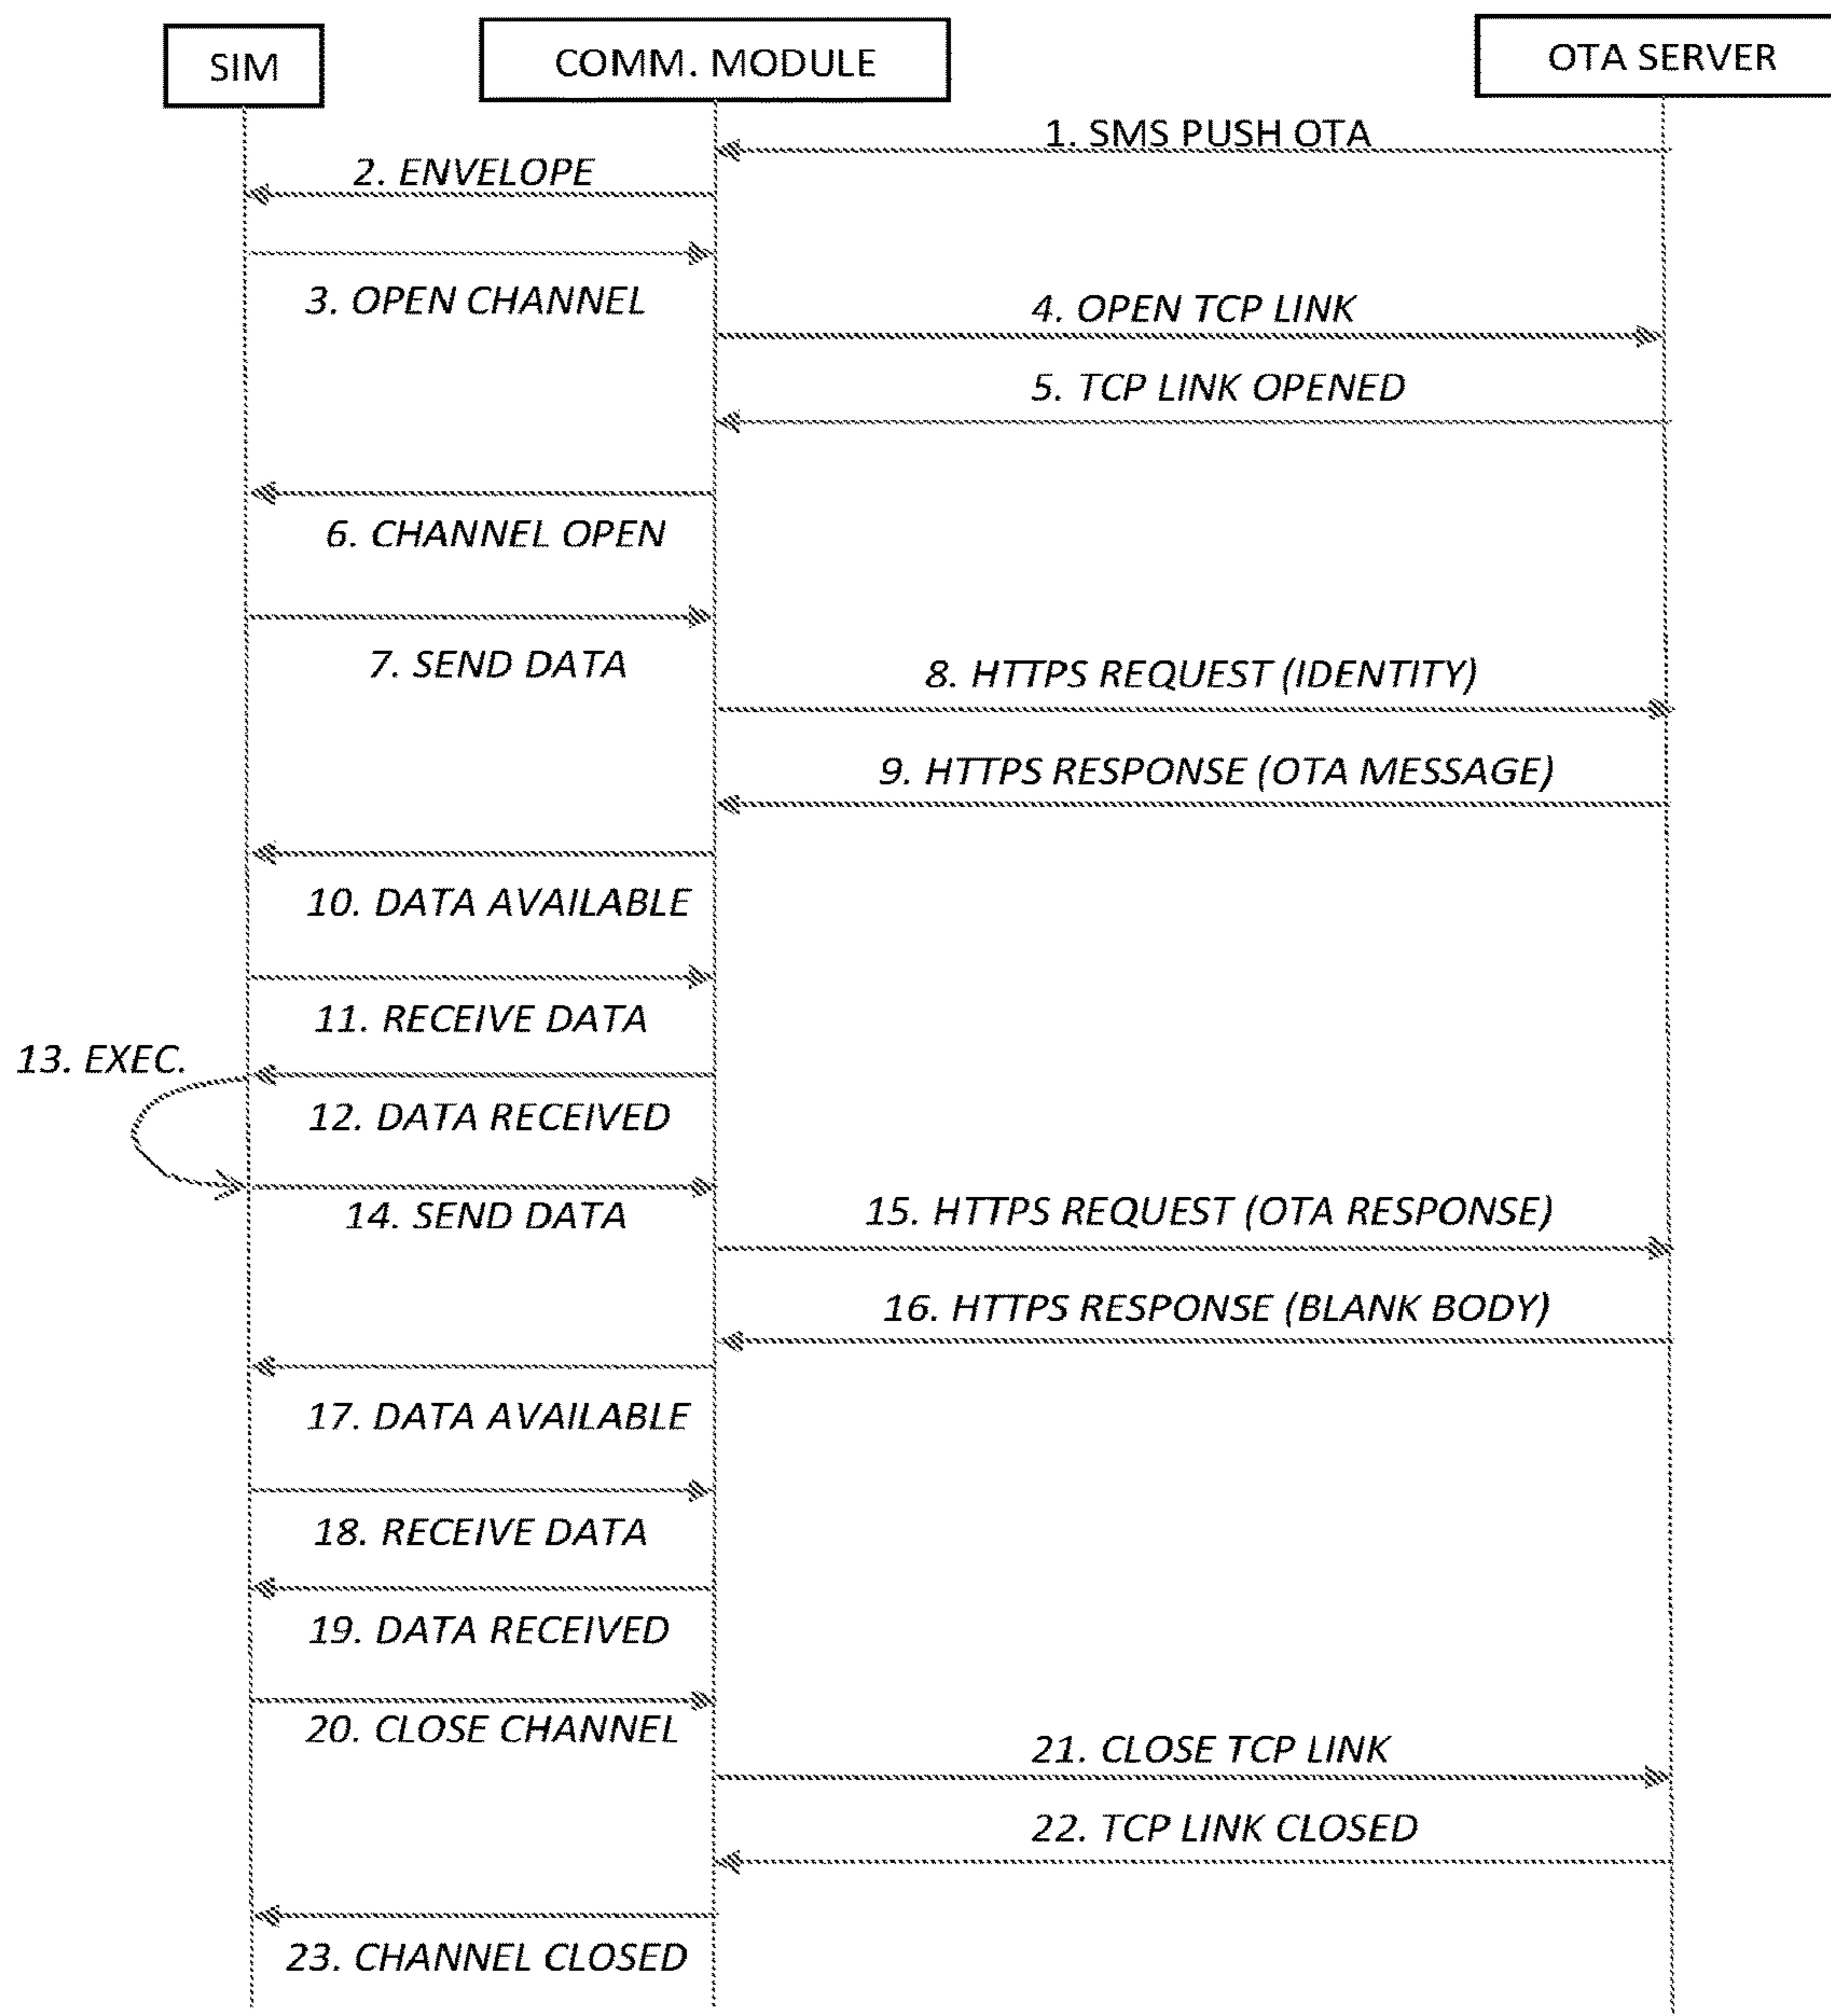 SIM
COMM. MODULE
OTA SERVER
1. SMS PUSH OTA
2. ENVELOPE
3. OPEN CHANNEL
4. OPEN TCP LINK
5. TCP LINK OPENED
6. CHANNEL OPEN
7. SEND DATA
8. HTTPS REQUEST (IDENTITY)
9. HTTPS RESPONSE (OTA MESSAGE)
10. DATA AVAILABLE
11. RECEIVE DATA
13. EXEC.
12. DATA RECEIVED
14. SEND DATA
15. HTTPS REQUEST (OTA RESPONSE)
16. HTTPS RESPONSE (BLANK BODY)
17. DATA AVAILABLE
18. RECEIVE DATA
19. DATA RECEIVED
20. CLOSE CHANNEL
21. CLOSE TCP LINK
22. TCP LINK CLOSED
23. CHANNEL CLOSED